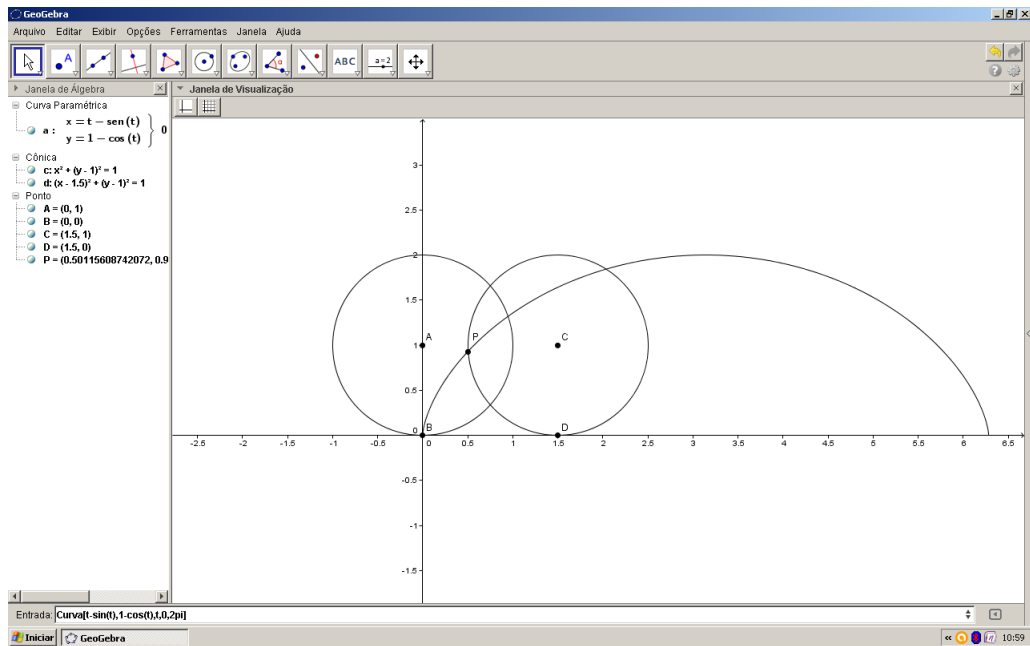 GeoGebra
Arquivo Editar Exibir Opções Ferramentas Janela Ajuda
A
α
ABC
a=2
Janela de Álgebra
Janela de Visualização
Curva Paramétrica
a : x = t − sen (t)
y = 1 − cos (t) } 0
Cônica
c: x² + (y - 1)² = 1
d: (x - 1.5)² + (y - 1)² = 1
Ponto
A = (0, 1)
B = (0, 0)
C = (1.5, 1)
D = (1.5, 0)
P = (0.50115608742072, 0.9
3
2.5
2
1.5
1
0.5
0
-0.5
-1
-1.5
A
P
C
B
D
-2.5 -2 -1.5 -1 -0.5 0 0.5 1 1.5 2 2.5 3 3.5 4 4.5 5 5.5 6 6.5
Entrada: Curva[t-sin(t),1-cos(t),t,0,2pi]
Iniciar GeoGebra 10:59